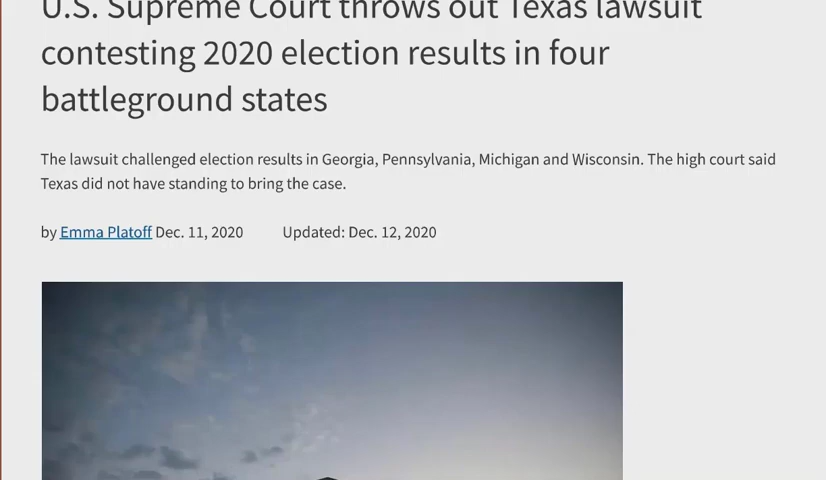 U.S. Supreme Court throws out Texas lawsuit
contesting 2020 election results in four
battleground states
The lawsuit challenged election results in Georgia, Pennsylvania, Michigan and Wisconsin. The high court said
Texas did not have standing to bring the case.
by Emma Platoff Dec. 11, 2020 Updated: Dec. 12, 2020